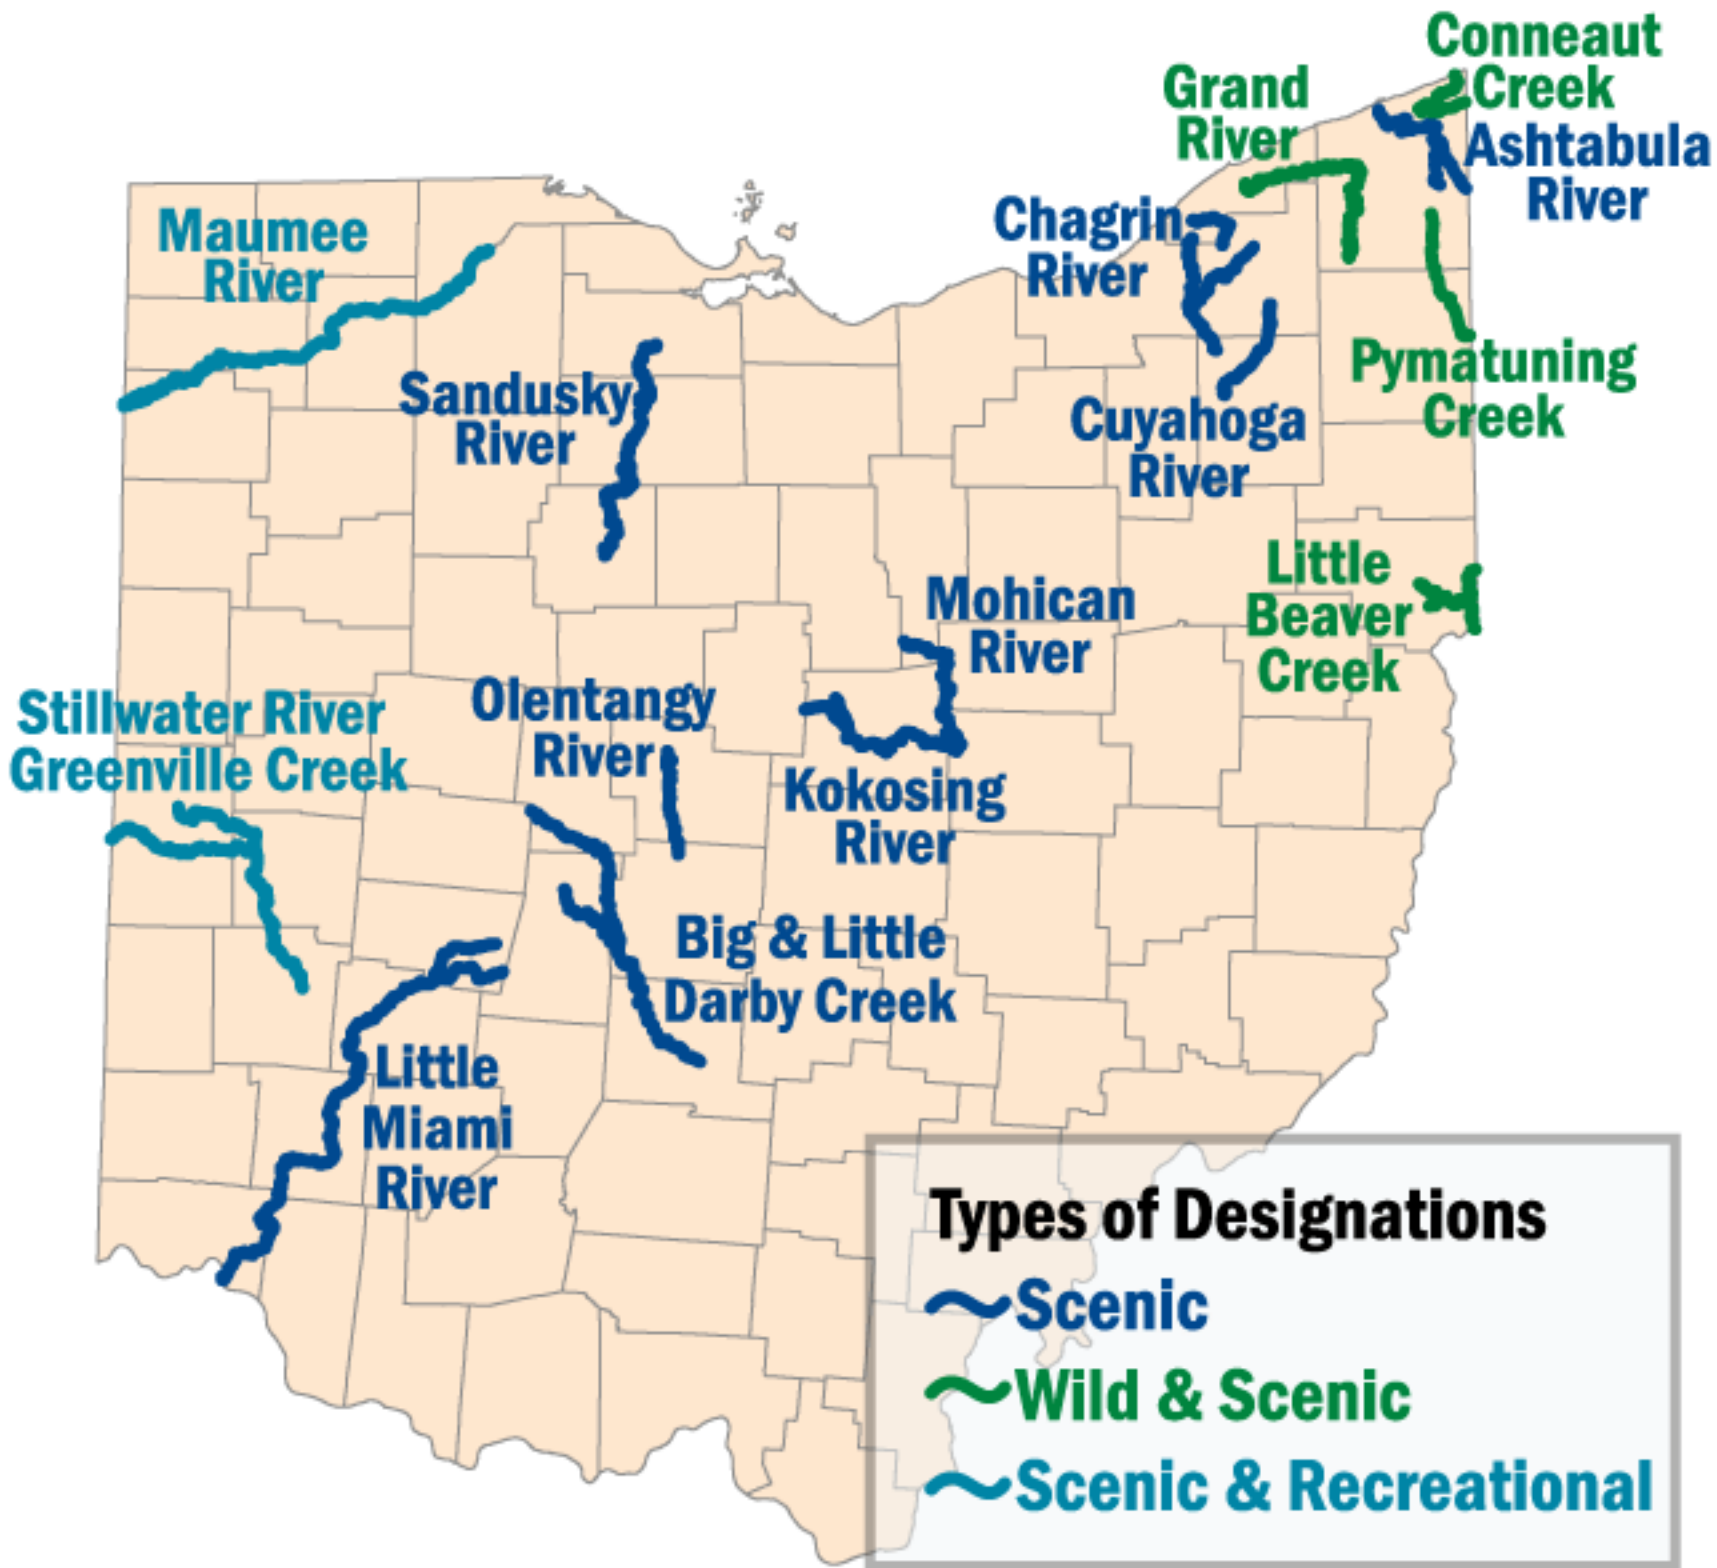 Conneaut
Creek
Grand
River
Ashtabula
River
Chagrin
River
Maumee
River
Pymatuning
Creek
Sandusky
River
Cuyahoga
River
Little
Beaver
Creek
Mohican
River
Olentangy
River
Stillwater River
Greenville Creek
Kokosing
River
Big & Little
Darby Creek
Little
Miami
River
Types of Designations
Scenic
Wild & Scenic
Scenic & Recreational